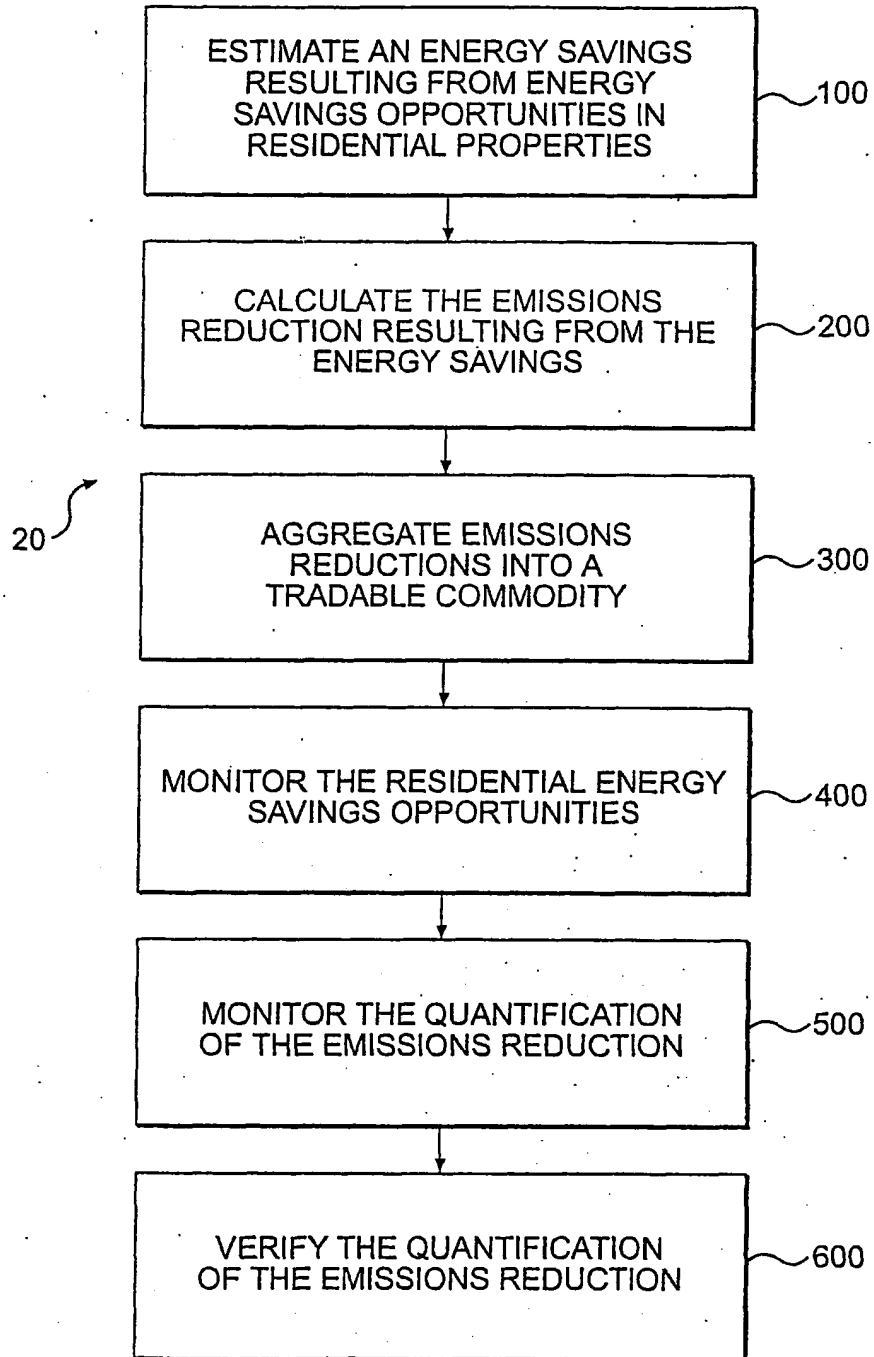 ESTIMATE AN ENERGY SAVINGS
RESULTING FROM ENERGY
SAVINGS OPPORTUNITIES IN
RESIDENTIAL PROPERTIES
100
CALCULATE THE EMISSIONS
REDUCTION RESULTING FROM THE
ENERGY SAVINGS
200
20
AGGREGATE EMISSIONS
REDUCTIONS INTO A
TRADABLE COMMODITY
300
MONITOR THE RESIDENTIAL ENERGY
SAVINGS OPPORTUNITIES
400
MONITOR THE QUANTIFICATION
OF THE EMISSIONS REDUCTION
500
VERIFY THE QUANTIFICATION
OF THE EMISSIONS REDUCTION
600